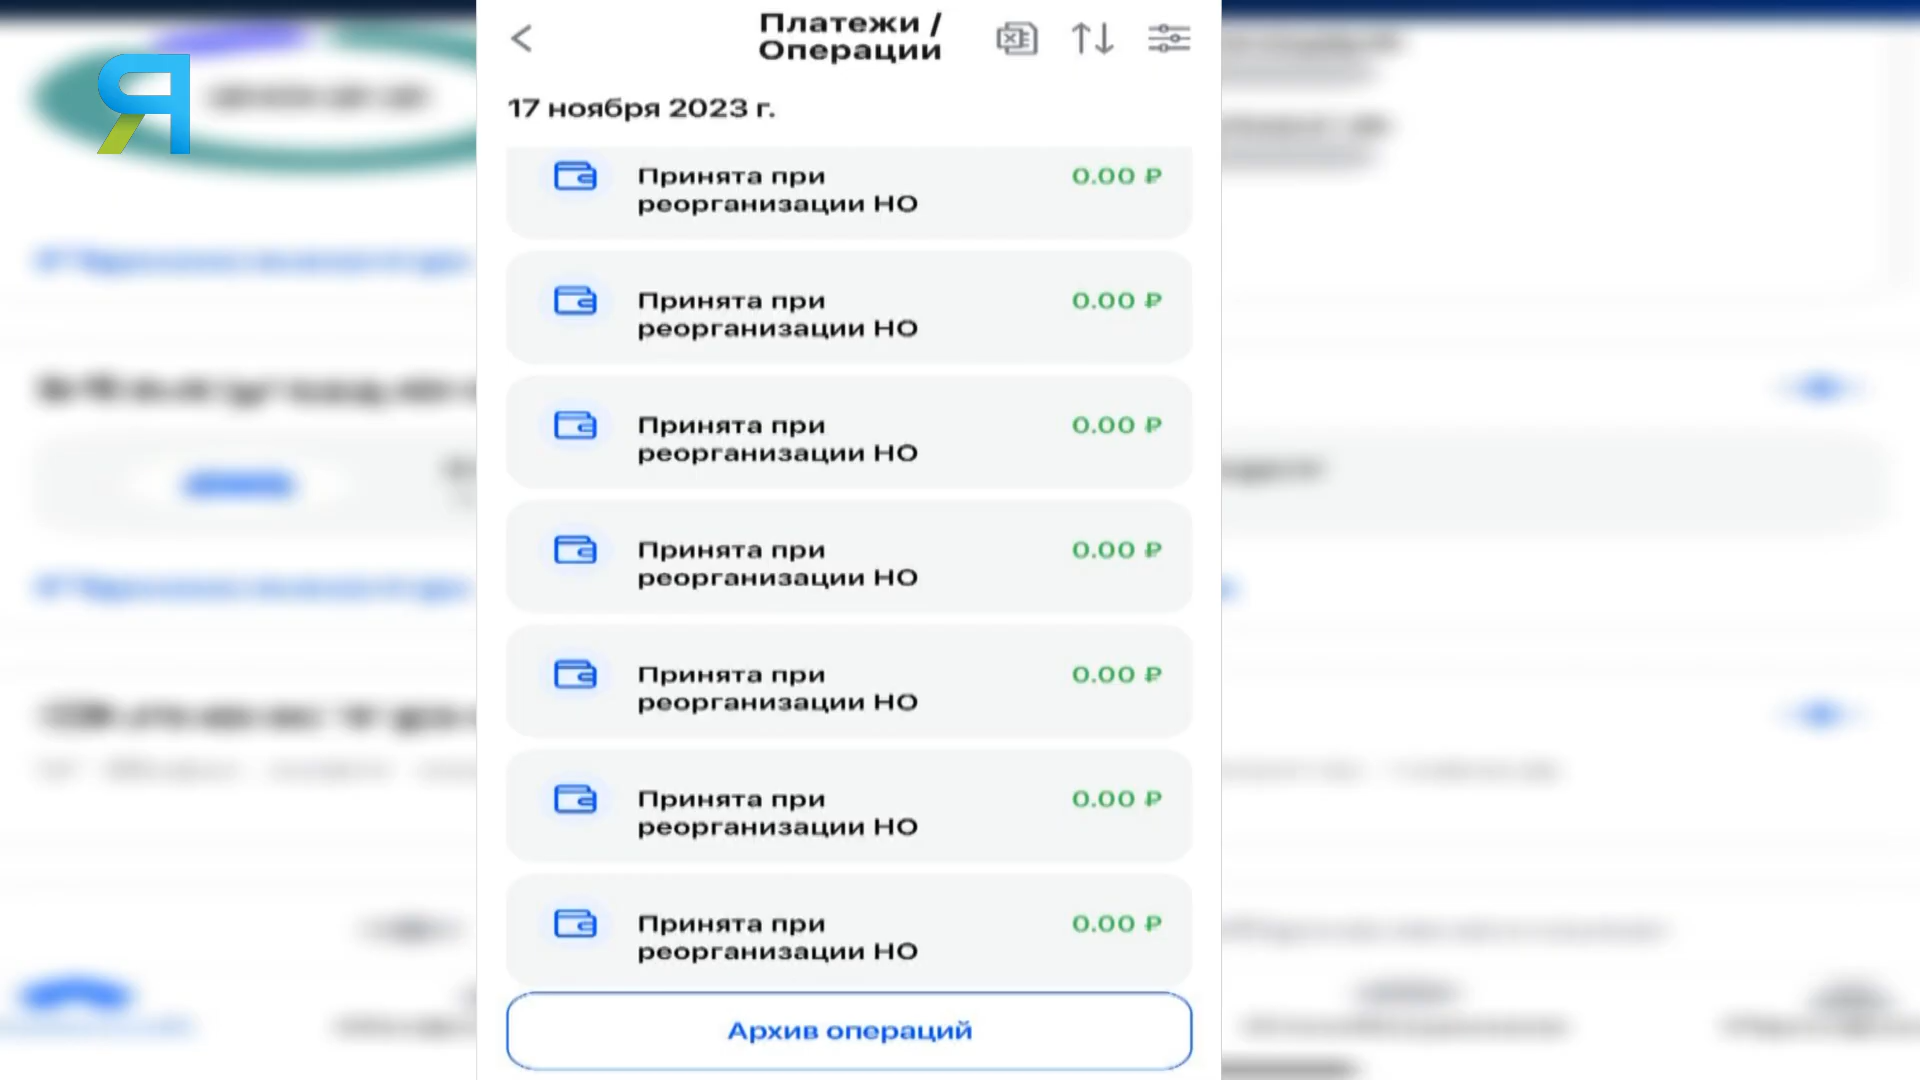 Платежи /
Операции
17 ноября 2023 г.
Принята при
реорганизации НО
0.00 ₽
Принята при
реорганизации НО
0.00 ₽
Принята при
реорганизации НО
0.00 ₽
Принята при
реорганизации НО
0.00 ₽
Принята при
реорганизации НО
0.00 ₽
Принята при
реорганизации НО
0.00 ₽
Принята при
реорганизации НО
0.00 ₽
Архив операций
Я